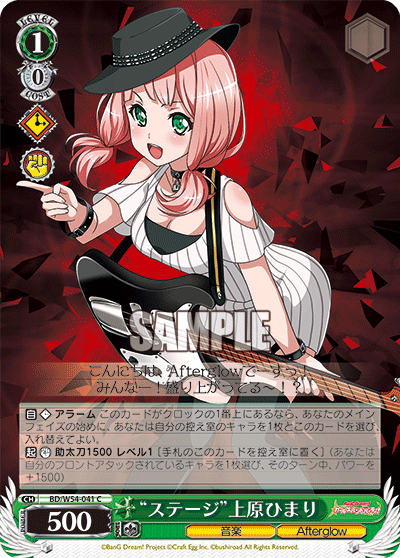 LEVEL
1
0
COST
SAMPLE
こんにちは、Afterglowでーすっ!
みんなー!盛り上がってるー!?
【自】 アラーム このカードがクロックの1番上にあるなら、あなたのメイン
フェイズの始めに、あなたは自分の控え室のキャラを1枚とこのカードを選び、
入れ替えてよい。
【起】 助太刀1500 レベル1 [手札のこのカードを控え室に置く] (あなたは
自分のフロントアタックされているキャラを1枚選び、そのターン中、パワーを
+1500)
CH
BD/W54-041 C
POWER
500
“ステージ”上原ひまり
音楽
Afterglow
©BanG Dream! Project ©Craft Egg Inc. ©bushiroad All Rights Reserved.